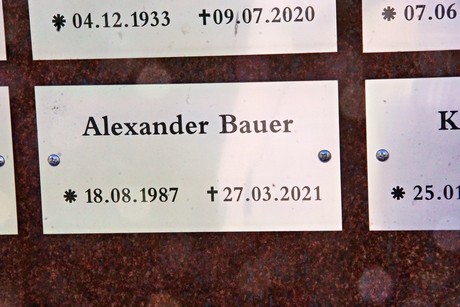 * 04.12.1933 †09.07.2020
* 07.06
Alexander Bauer
* 18.08.1987 †27.03.2021
K
* 25.01